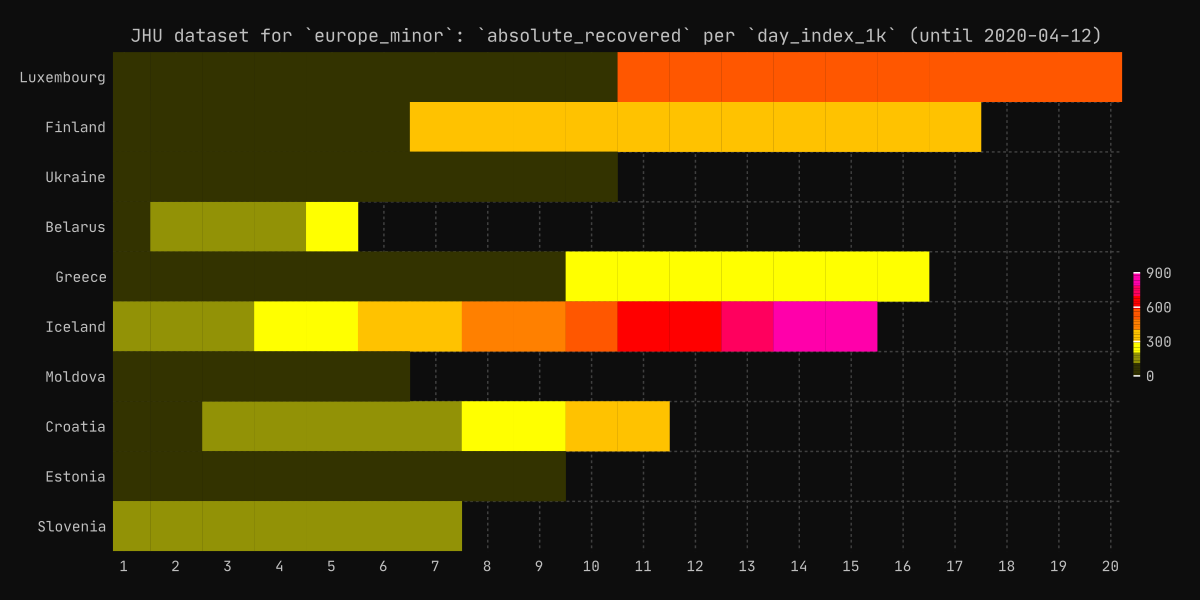 JHU dataset for `europe_minor`: `absolute_recovered` per `day_index_1k` (until 2020-04-12)
Luxembourg
Finland
Ukraine
Belarus
Greece
Iceland
Moldova
Croatia
Estonia
Slovenia
1 2 3 4 5 6 7 8 9 10 11 12 13 14 15 16 17 18 19 20
900
600
300
0